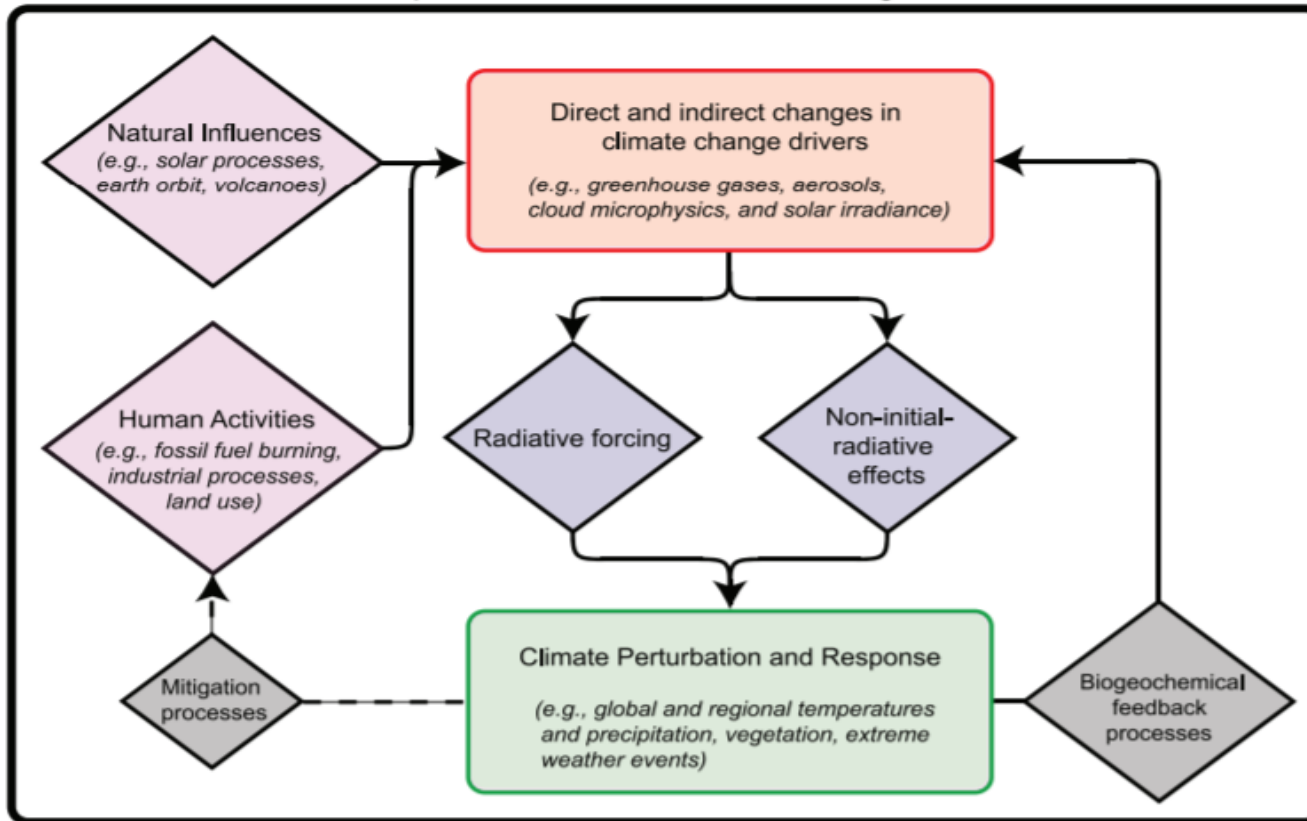 Natural Influences
(e.g., solar processes,
earth orbit, volcanoes)
Direct and indirect changes in
climate change drivers
(e.g., greenhouse gases, aerosols,
cloud microphysics, and solar irradiance)
Human Activities
(e.g., fossil fuel burning,
industrial processes,
land use)
Radiative forcing
Non-initial-
radiative
effects
Mitigation
processes
Climate Perturbation and Response
(e.g., global and regional temperatures
and precipitation, vegetation, extreme
weather events)
Biogeochemical
feedback
processes